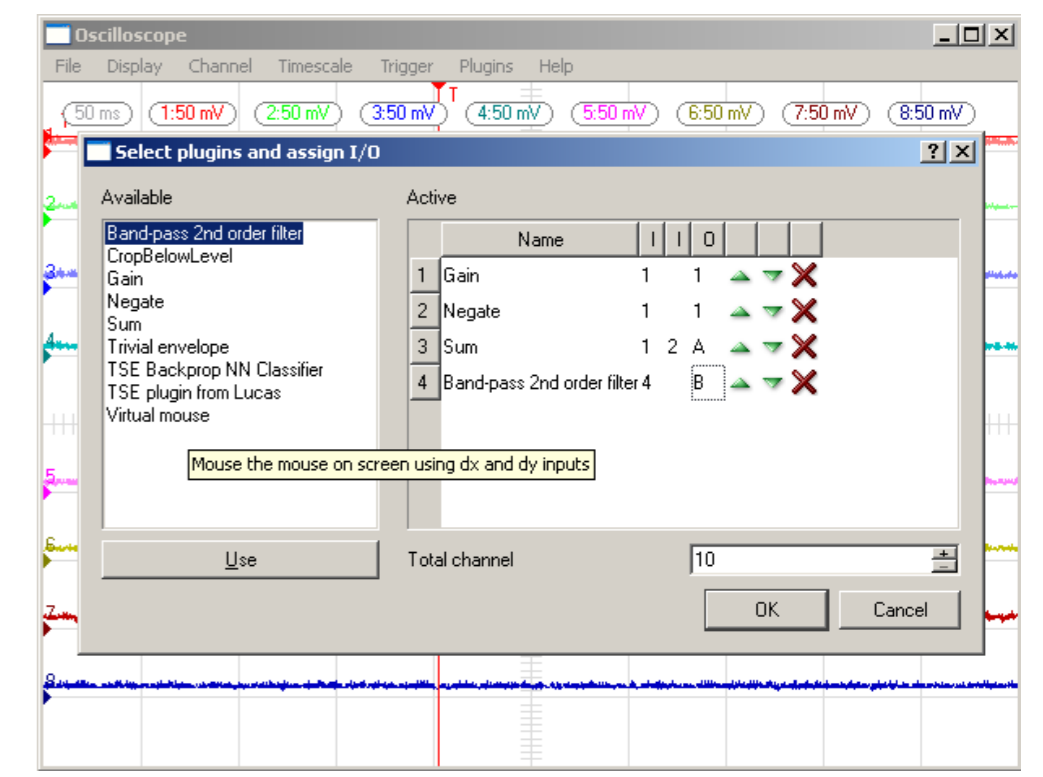 Oscilloscope
File Display Channel Timescale Trigger Plugins Help
T
50 ms 1:50 mV 2:50 mV 3:50 mV 4:50 mV 5:50 mV 6:50 mV 7:50 mV 8:50 mV
Select plugins and assign I/O
Available
Active
Band-pass 2nd order filter
CropBelowLevel
Gain
Negate
Sum
Trivial envelope
TSE Backprop NN Classifier
TSE plugin from Lucas
Virtual mouse
Name I I O
1 Gain 1 1
2 Negate 1 1
3 Sum 1 2 A
4 Band-pass 2nd order filter 4 B
Mouse the mouse on screen using dx and dy inputs
Use
Total channel 10
OK Cancel
2
3
4
5
6
7
8